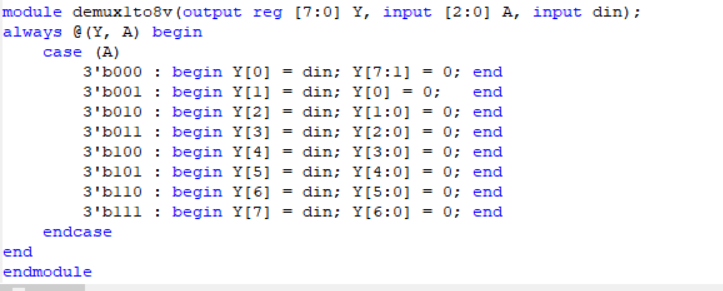 module demux1to8v(output reg [7:0] Y, input [2:0] A, input din);
always @(Y, A) begin
    case (A)
        3'b000 : begin Y[0] = din; Y[7:1] = 0; end
        3'b001 : begin Y[1] = din; Y[0] = 0;   end
        3'b010 : begin Y[2] = din; Y[1:0] = 0; end
        3'b011 : begin Y[3] = din; Y[2:0] = 0; end
        3'b100 : begin Y[4] = din; Y[3:0] = 0; end
        3'b101 : begin Y[5] = din; Y[4:0] = 0; end
        3'b110 : begin Y[6] = din; Y[5:0] = 0; end
        3'b111 : begin Y[7] = din; Y[6:0] = 0; end
    endcase
end
endmodule